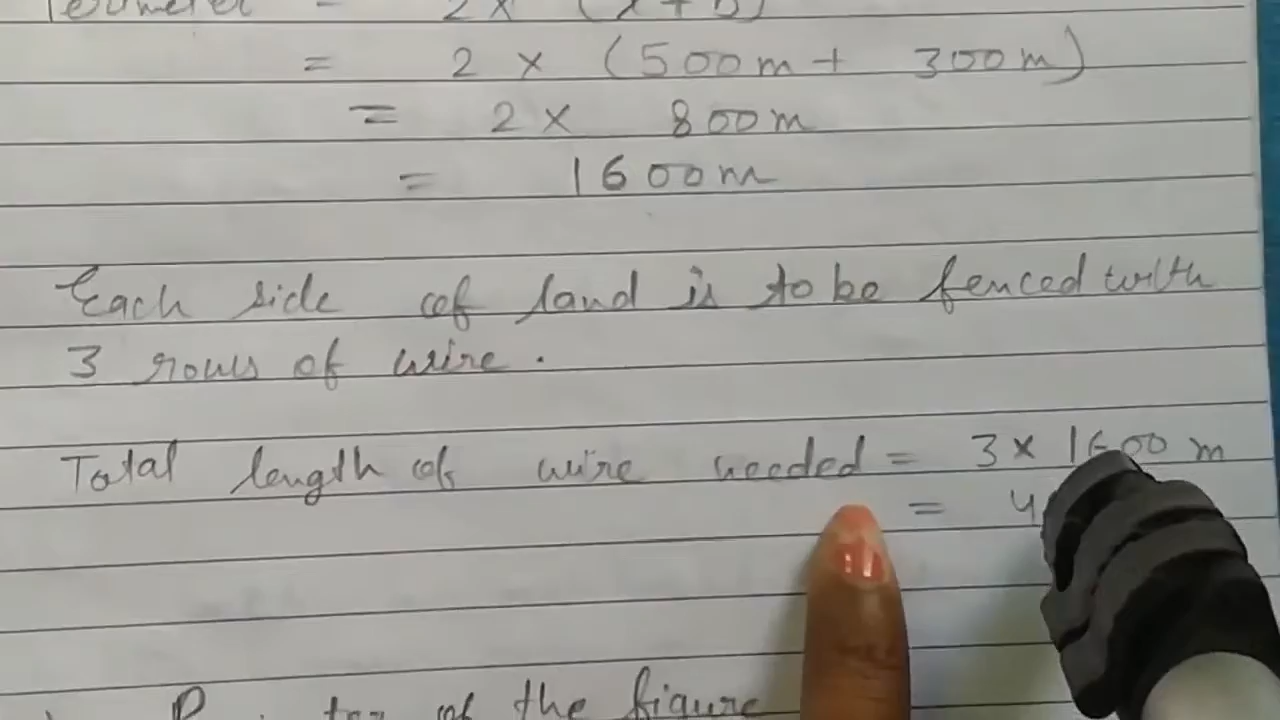 = 2 × (l + b)
= 2 × (500m + 300m)
= 2 × 800m
= 1600m
Each side of land is to be fenced with
3 rows of wire.
Total length of wire needed = 3 × 1600 m
= 4
of the figure